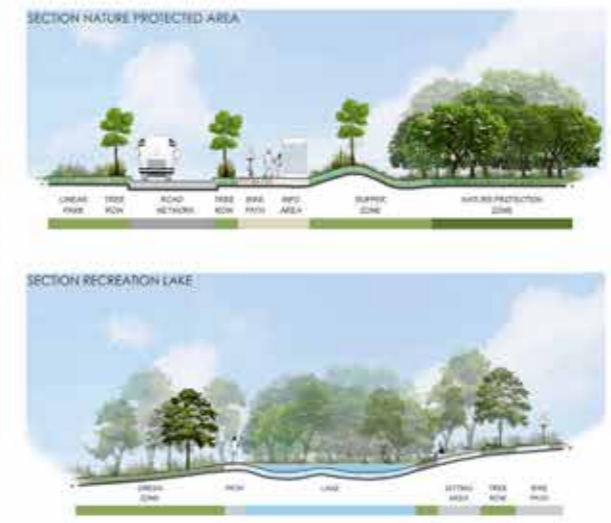 SECTION NATURE PROTECTED AREA
LINEAR PARK
TREE ROW
ROAD NETWORK
TREE ROW
BIKE PATH
INFO AREA
BUFFER ZONE
NATURE PROTECTION ZONE
SECTION RECREATION LAKE
GREEN ZONE
PATH
LAKE
SITTING AREA
TREE ROW
BIKE PATH